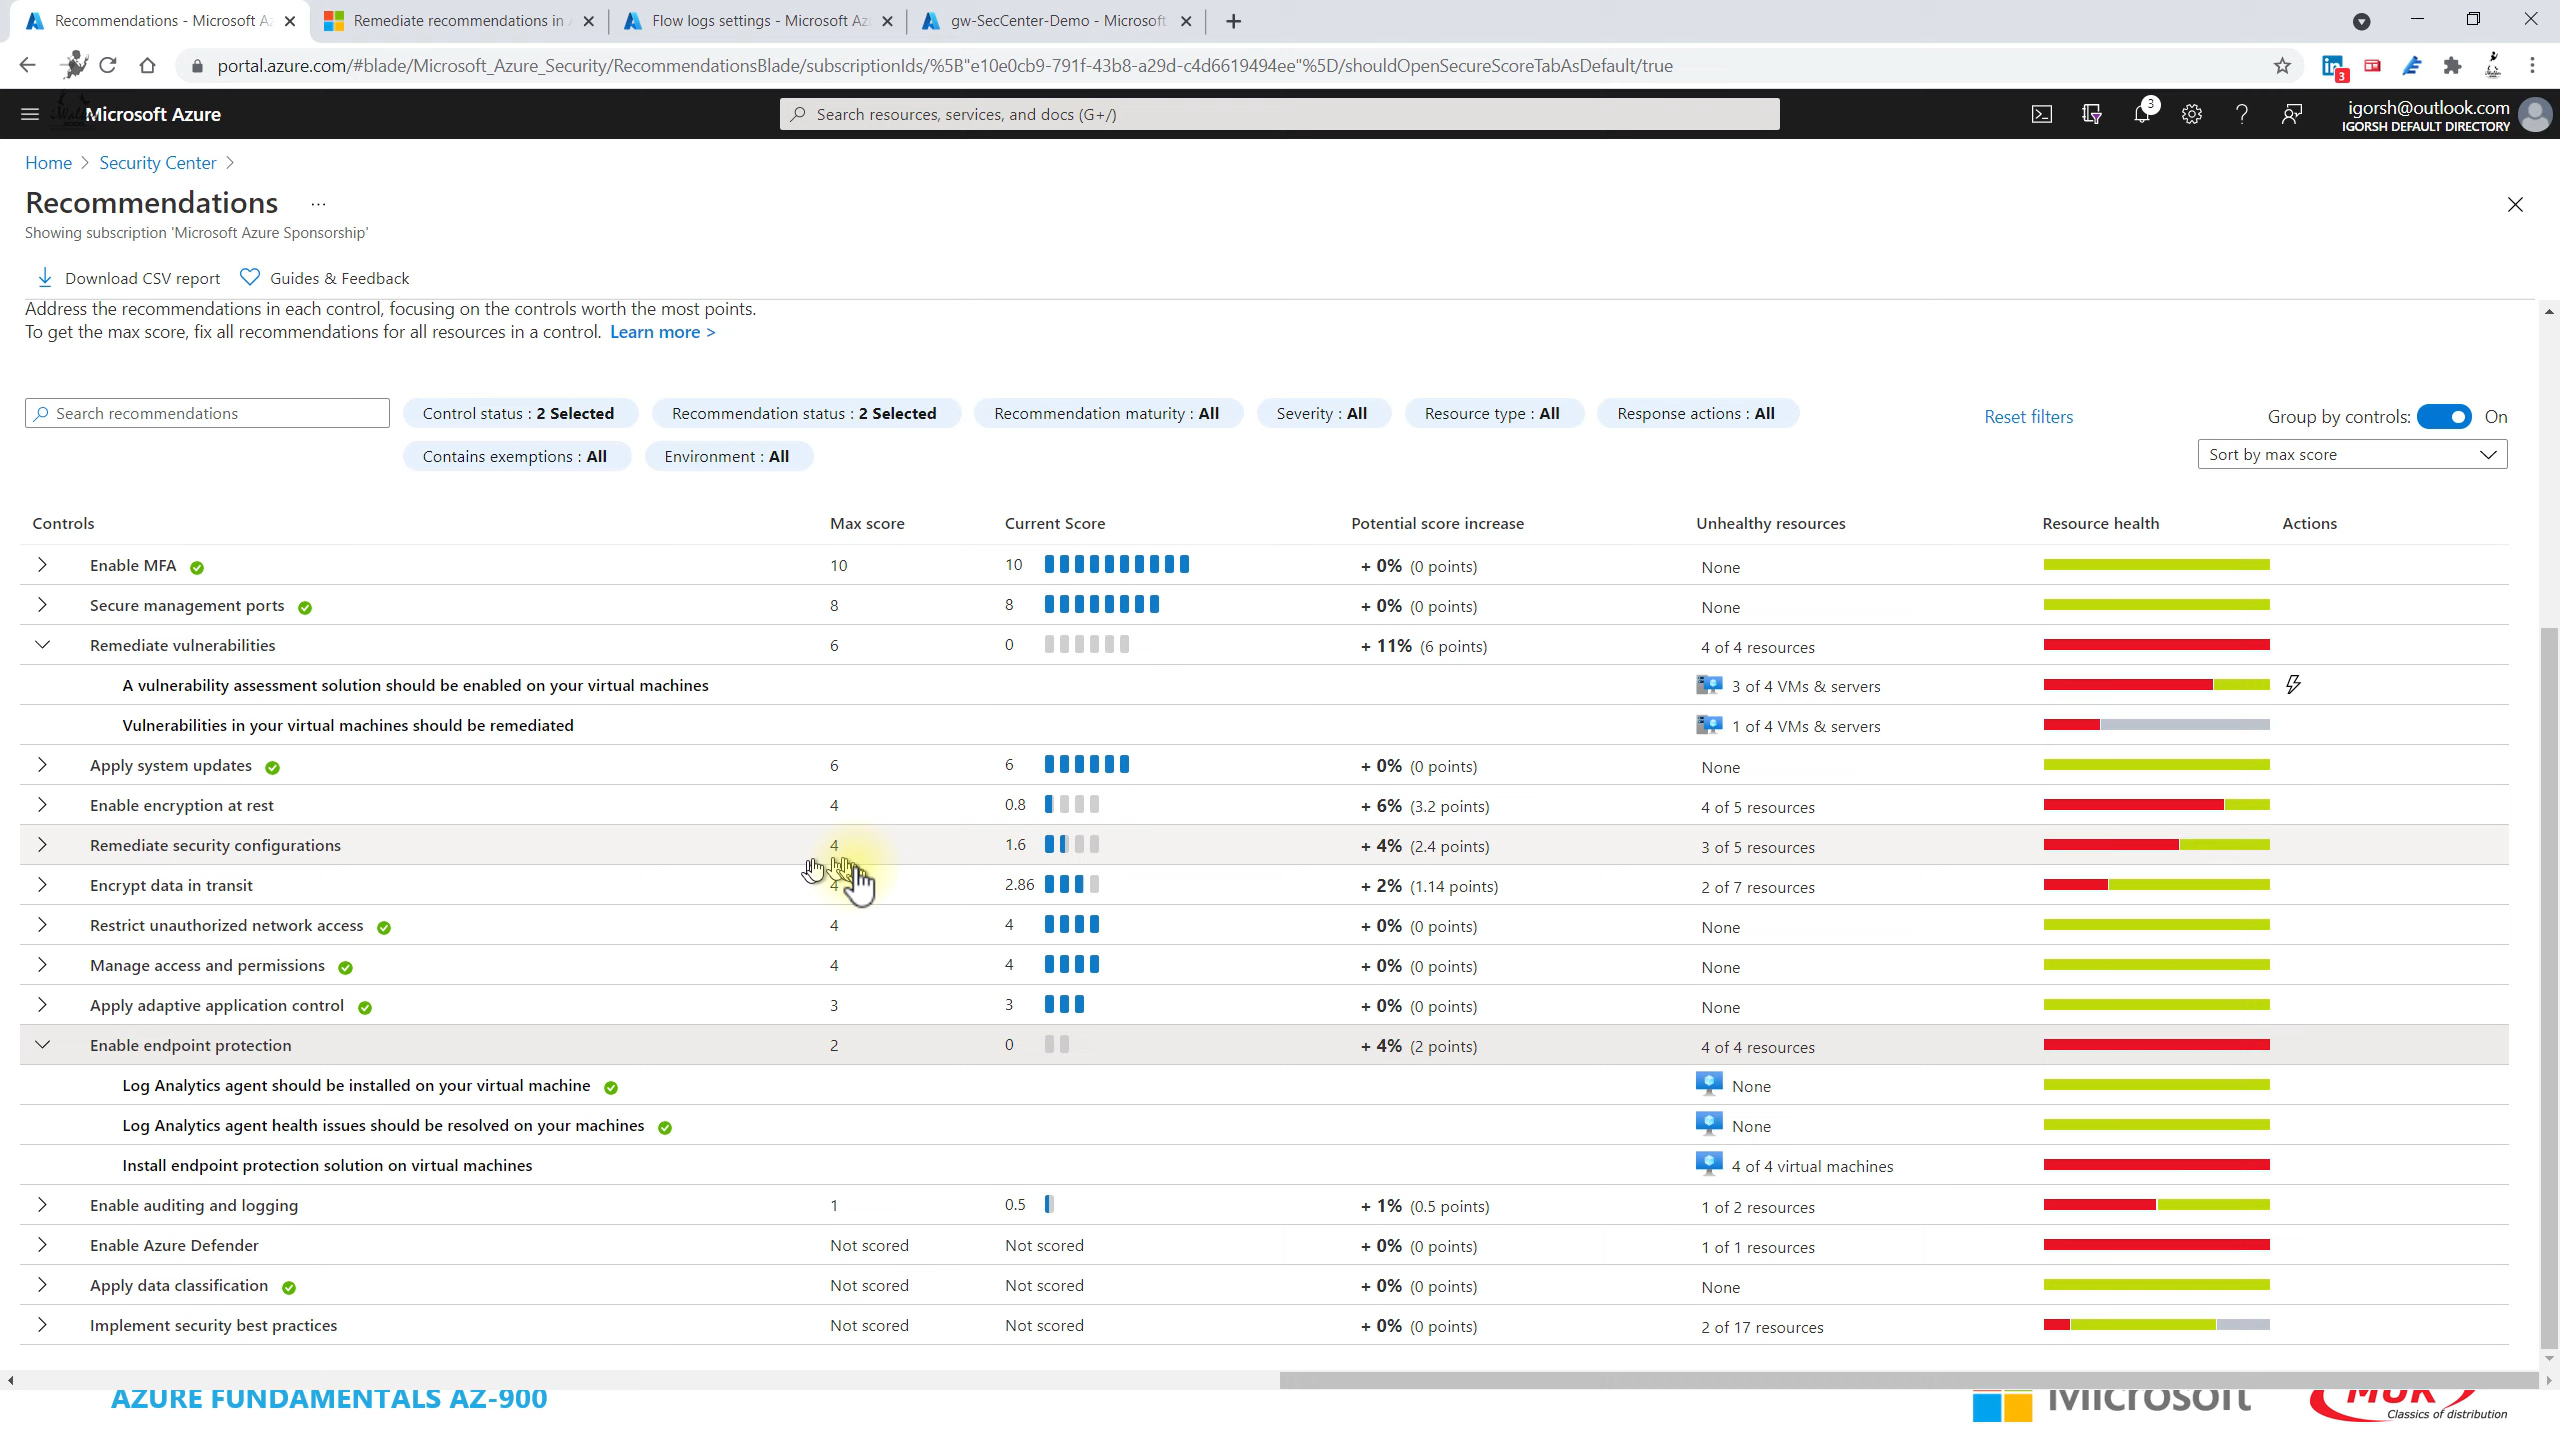 Recommendations - Microsoft Az
Remediate recommendations in A
Flow logs settings - Microsoft Az
gw-SecCenter-Demo - Microsoft
portal.azure.com/#blade/Microsoft_Azure_Security/RecommendationsBlade/subscriptionIds/%5B"e10e0cb9-791f-43b8-a29d-c4d6619494ee"%5D/shouldOpenSecureScoreTabAsDefault/true
3
Microsoft Azure
Search resources, services, and docs (G+/)
3
igorsh@outlook.com
IGORSH DEFAULT DIRECTORY
Home > Security Center >
Recommendations ...
Showing subscription 'Microsoft Azure Sponsorship'
Download CSV report Guides & Feedback
Address the recommendations in each control, focusing on the controls worth the most points.
To get the max score, fix all recommendations for all resources in a control. Learn more >
Search recommendations
Control status : 2 Selected
Recommendation status : 2 Selected
Recommendation maturity : All
Severity : All
Resource type : All
Response actions : All
Reset filters
Group by controls: On
Contains exemptions : All
Environment : All
Sort by max score
Controls Max score Current Score Potential score increase Unhealthy resources Resource health Actions
Enable MFA 10 10 + 0% (0 points) None
Secure management ports 8 8 + 0% (0 points) None
Remediate vulnerabilities 6 0 + 11% (6 points) 4 of 4 resources
A vulnerability assessment solution should be enabled on your virtual machines 3 of 4 VMs & servers
Vulnerabilities in your virtual machines should be remediated 1 of 4 VMs & servers
Apply system updates 6 6 + 0% (0 points) None
Enable encryption at rest 4 0.8 + 6% (3.2 points) 4 of 5 resources
Remediate security configurations 4 1.6 + 4% (2.4 points) 3 of 5 resources
Encrypt data in transit 4 2.86 + 2% (1.14 points) 2 of 7 resources
Restrict unauthorized network access 4 4 + 0% (0 points) None
Manage access and permissions 4 4 + 0% (0 points) None
Apply adaptive application control 3 3 + 0% (0 points) None
Enable endpoint protection 2 0 + 4% (2 points) 4 of 4 resources
Log Analytics agent should be installed on your virtual machine None
Log Analytics agent health issues should be resolved on your machines None
Install endpoint protection solution on virtual machines 4 of 4 virtual machines
Enable auditing and logging 1 0.5 + 1% (0.5 points) 1 of 2 resources
Enable Azure Defender Not scored Not scored + 0% (0 points) 1 of 1 resources
Apply data classification Not scored Not scored + 0% (0 points) None
Implement security best practices Not scored Not scored + 0% (0 points) 2 of 17 resources
AZURE FUNDAMENTALS AZ-900
Microsoft
MUK
Classics of distribution